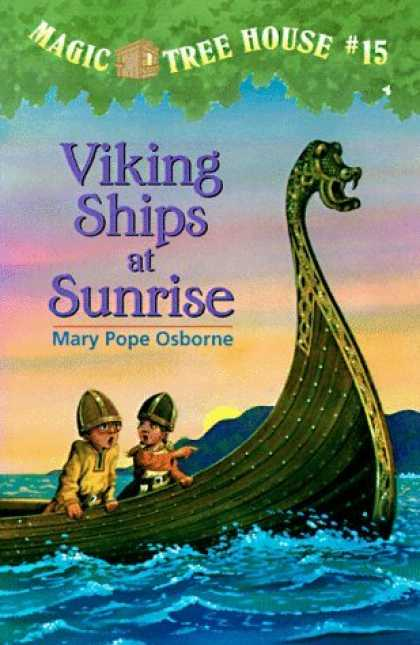 MAGIC TREE HOUSE #15
Viking
Ships
at
Sunrise
Mary Pope Osborne